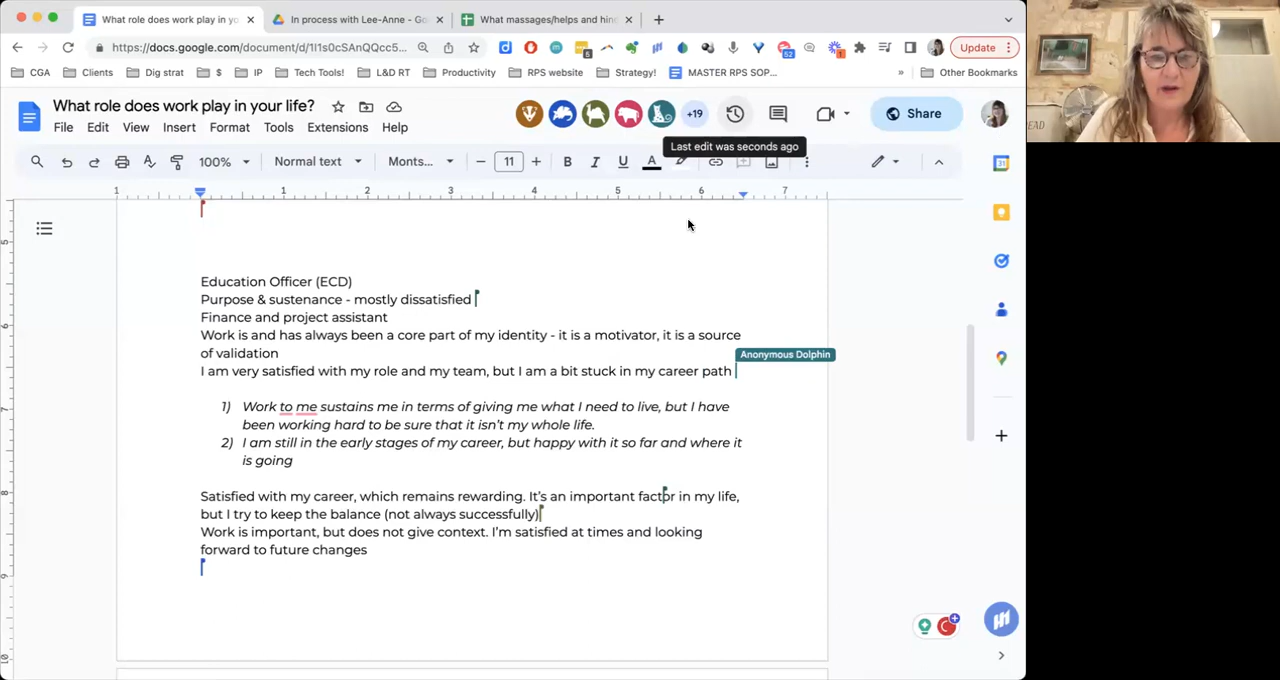 What role does work play in yo
In process with Lee-Anne - Go
What massages/helps and hin
https://docs.google.com/document/d/1l1s0cSAnQQcc5...
Update
CGA
Clients
Dig strat
$
IP
Tech Tools!
L&D RT
Productivity
RPS website
Strategy!
MASTER RPS SOP...
»
Other Bookmarks
What role does work play in your life?
+19
Share
File
Edit
View
Insert
Format
Tools
Extensions
Help
Last edit was seconds ago
100%
Normal text
Monts...
11
B
I
U
A
1 1 2 3 4 5 6 7
Education Officer (ECD)
Purpose & sustenance - mostly dissatisfied
Finance and project assistant
Work is and has always been a core part of my identity - it is a motivator, it is a source
of validation
Anonymous Dolphin
I am very satisfied with my role and my team, but I am a bit stuck in my career path
1) Work to me sustains me in terms of giving me what I need to live, but I have
been working hard to be sure that it isn't my whole life.
2) I am still in the early stages of my career, but happy with it so far and where it
is going
Satisfied with my career, which remains rewarding. It's an important factor in my life,
but I try to keep the balance (not always successfully)
Work is important, but does not give context. I'm satisfied at times and looking
forward to future changes